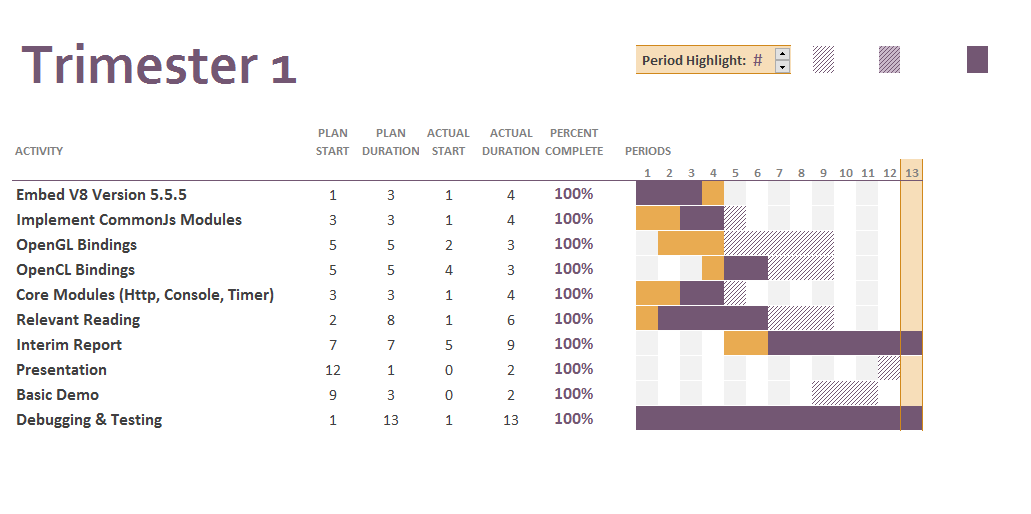 Trimester 1
Period Highlight: #
PLAN START PLAN DURATION ACTUAL START ACTUAL DURATION PERCENT COMPLETE
ACTIVITY PERIODS
1 2 3 4 5 6 7 8 9 10 11 12 13
Embed V8 Version 5.5.5 1 3 1 4 100%
Implement CommonJs Modules 3 3 1 4 100%
OpenGL Bindings 5 5 2 3 100%
OpenCL Bindings 5 5 4 3 100%
Core Modules (Http, Console, Timer) 3 3 1 4 100%
Relevant Reading 2 8 1 6 100%
Interim Report 7 7 5 9 100%
Presentation 12 1 0 2 100%
Basic Demo 9 3 0 2 100%
Debugging & Testing 1 13 1 13 100%